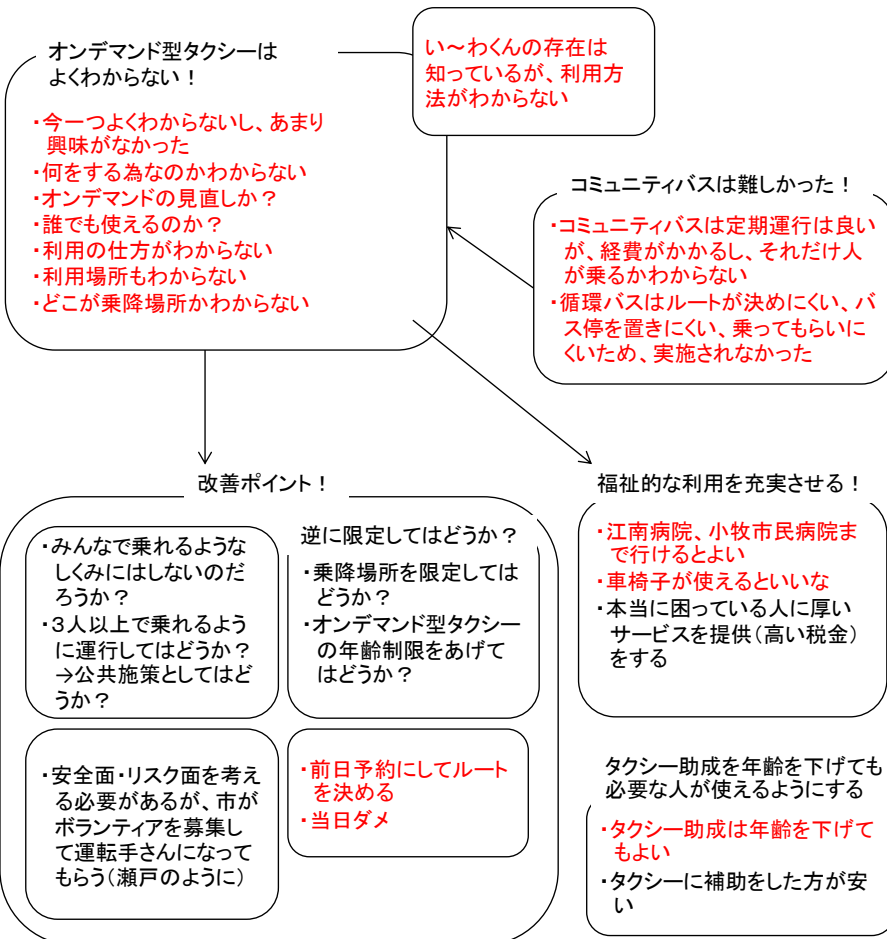 オンデマンド型タクシーは
よくわからない！
・今一つよくわからないし、あまり
興味がなかった
・何をする為なのかわからない
・オンデマンドの見直しか？
・誰でも使えるのか？
・利用の仕方がわからない
・利用場所もわからない
・どこが乗降場所かわからない
い～わくんの存在は
知っているが、利用方
法がわからない
コミュニティバスは難しかった！
・コミュニティバスは定期運行は良い
が、経費がかかるし、それだけ人
が乗るかわからない
・循環バスはルートが決めにくい、バ
ス停を置きにくい、乗ってもらいに
くいため、実施されなかった
改善ポイント！
・みんなで乗れるような
しくみにはしないのだ
ろうか？
・３人以上で乗れるよう
に運行してはどうか？
→公共施策としてはど
うか？
逆に限定してはどうか？
・乗降場所を限定しては
どうか？
・オンデマンド型タクシー
の年齢制限をあげて
はどうか？
・安全面・リスク面を考え
る必要があるが、市が
ボランティアを募集し
て運転手さんになって
もらう（瀬戸のように）
・前日予約にしてルート
を決める
・当日ダメ
福祉的な利用を充実させる！
・江南病院、小牧市民病院ま
で行けるとよい
・車椅子が使えるといいな
・本当に困っている人に厚い
サービスを提供（高い税金）
をする
タクシー助成を年齢を下げても
必要な人が使えるようにする
・タクシー助成は年齢を下げて
もよい
・タクシーに補助をした方が安
い